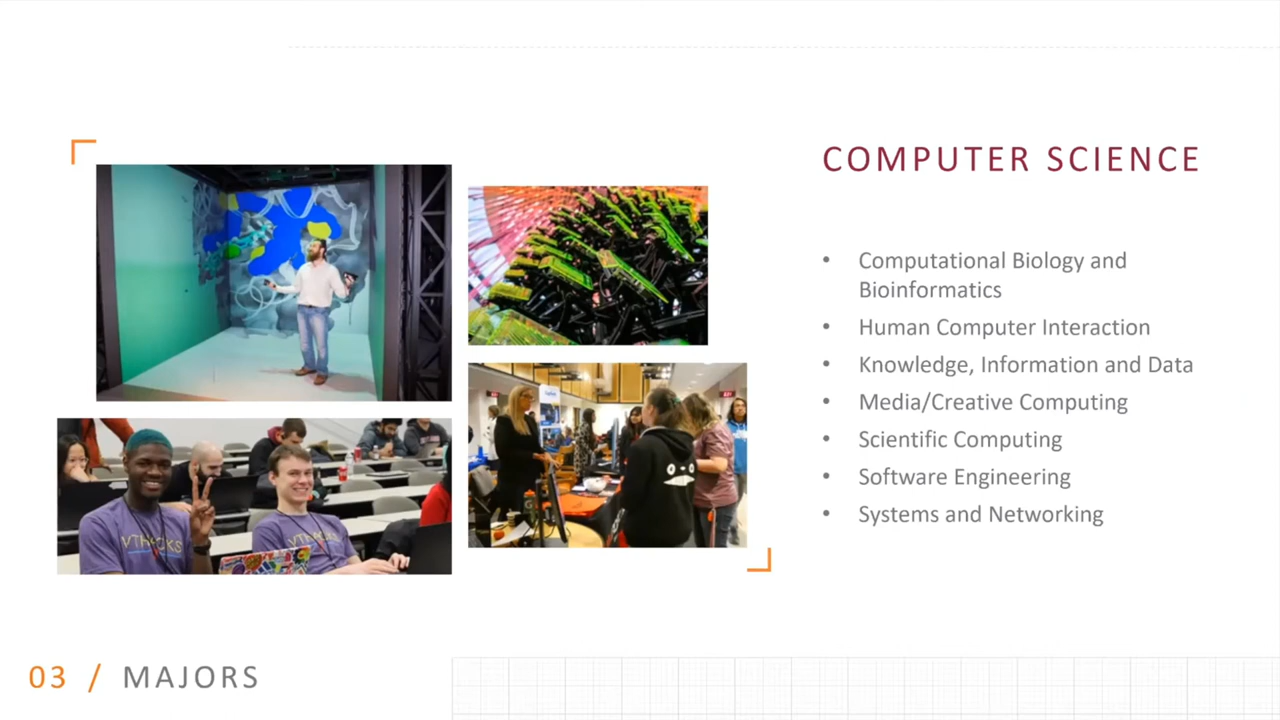 COMPUTER SCIENCE
• Computational Biology and
Bioinformatics
• Human Computer Interaction
• Knowledge, Information and Data
• Media/Creative Computing
• Scientific Computing
• Software Engineering
• Systems and Networking
VTHACKS
03 / MAJORS